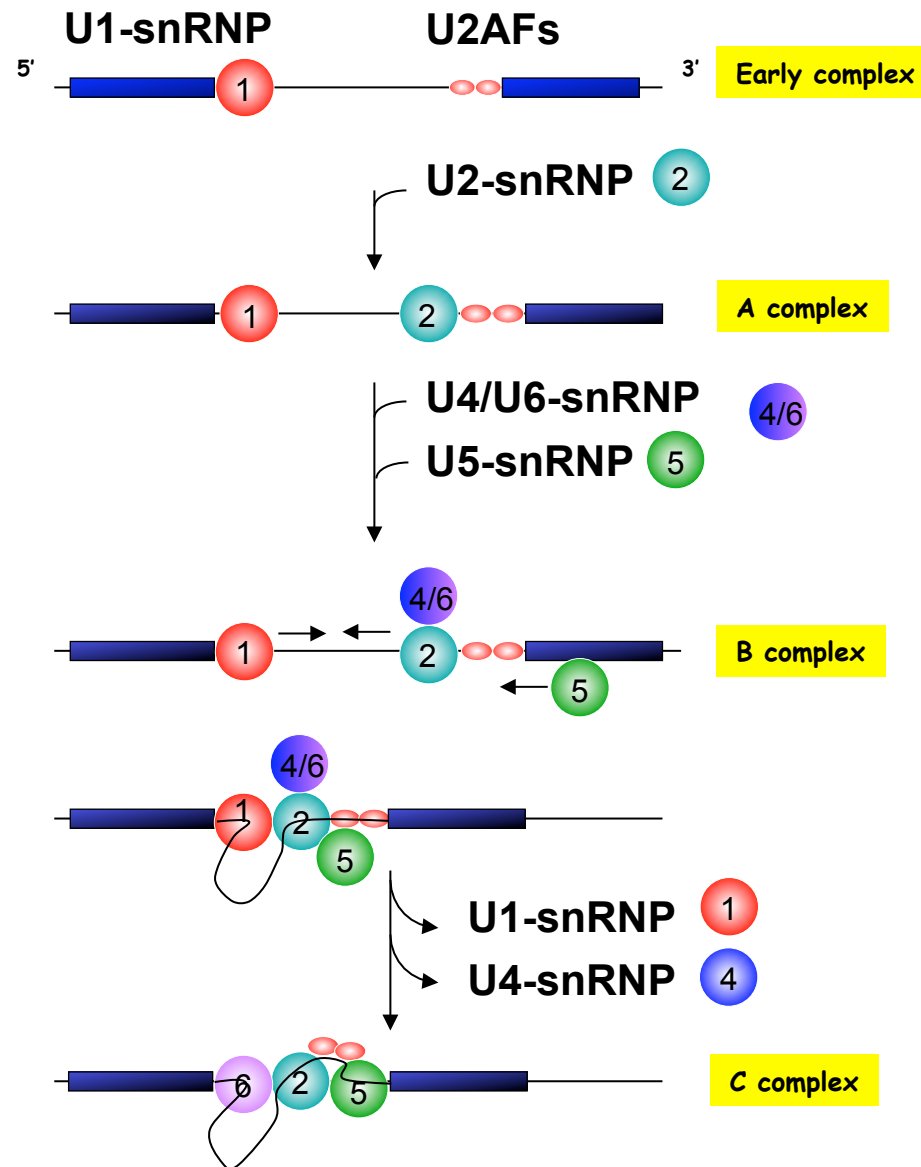 U1-snRNP U2AFs
5’ 3’ Early complex
1
U2-snRNP 2
1 2 A complex
U4/U6-snRNP 4/6
U5-snRNP 5
4/6
1 2 B complex
5
4/6
1 2
5
U1-snRNP 1
U4-snRNP 4
6 2 5 C complex